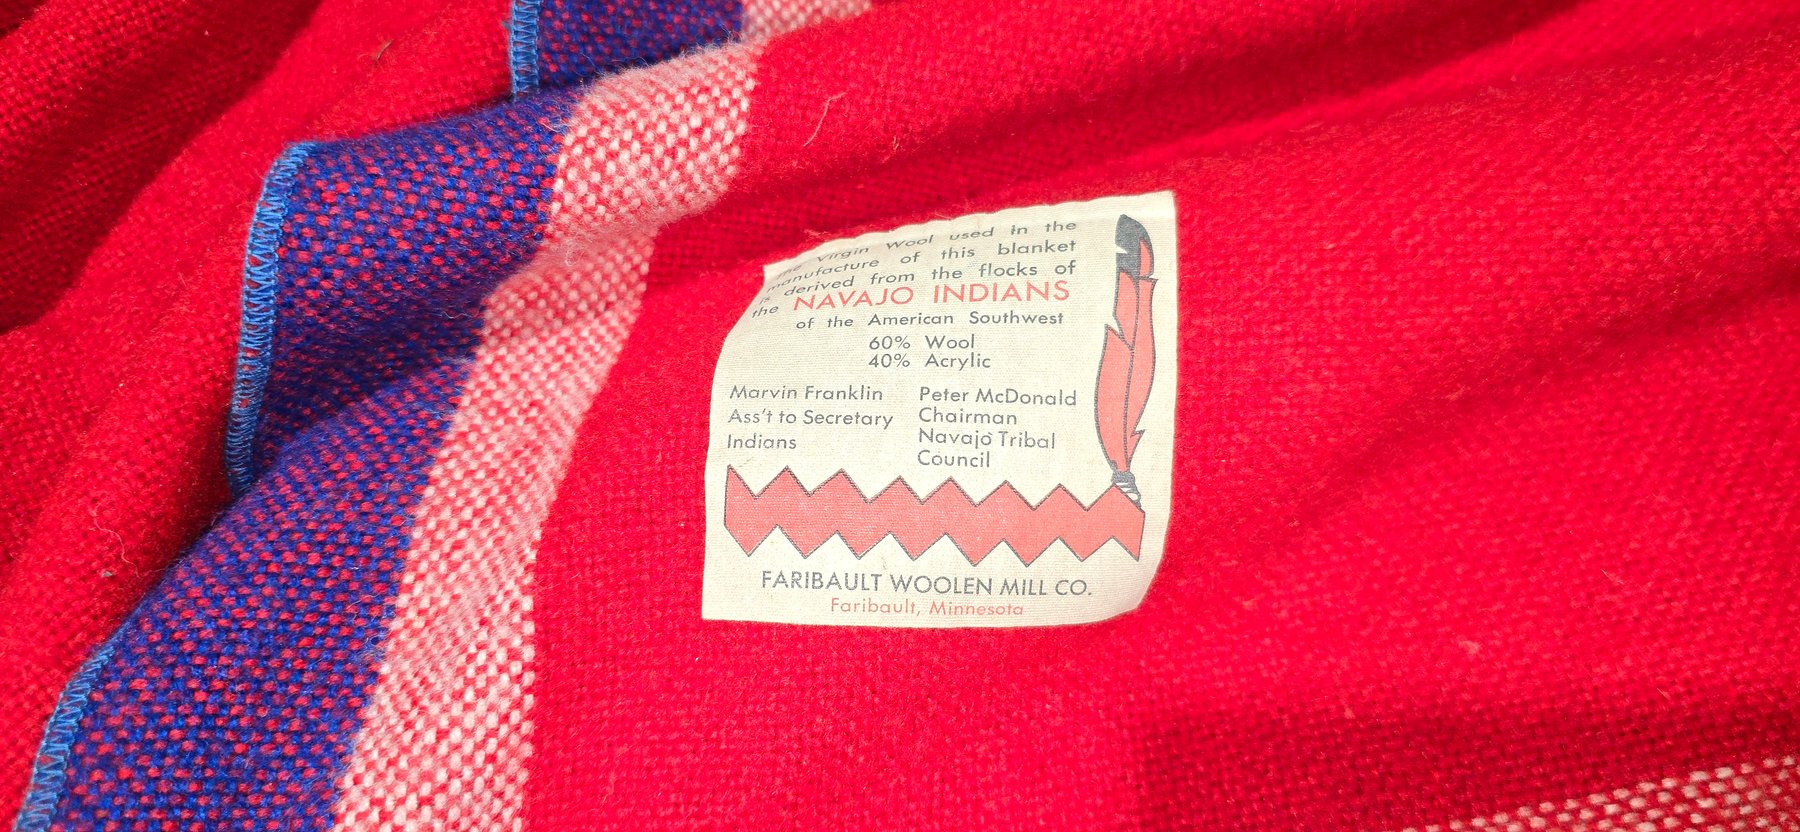 the Virgin Wool used in the
manufacture of this blanket
is derived from the flocks of
the NAVAJO INDIANS
of the American Southwest
60% Wool
40% Acrylic
Marvin Franklin
Ass't to Secretary
Indians
Peter McDonald
Chairman
Navajo Tribal
Council
FARIBAULT WOOLEN MILL CO.
Faribault, Minnesota